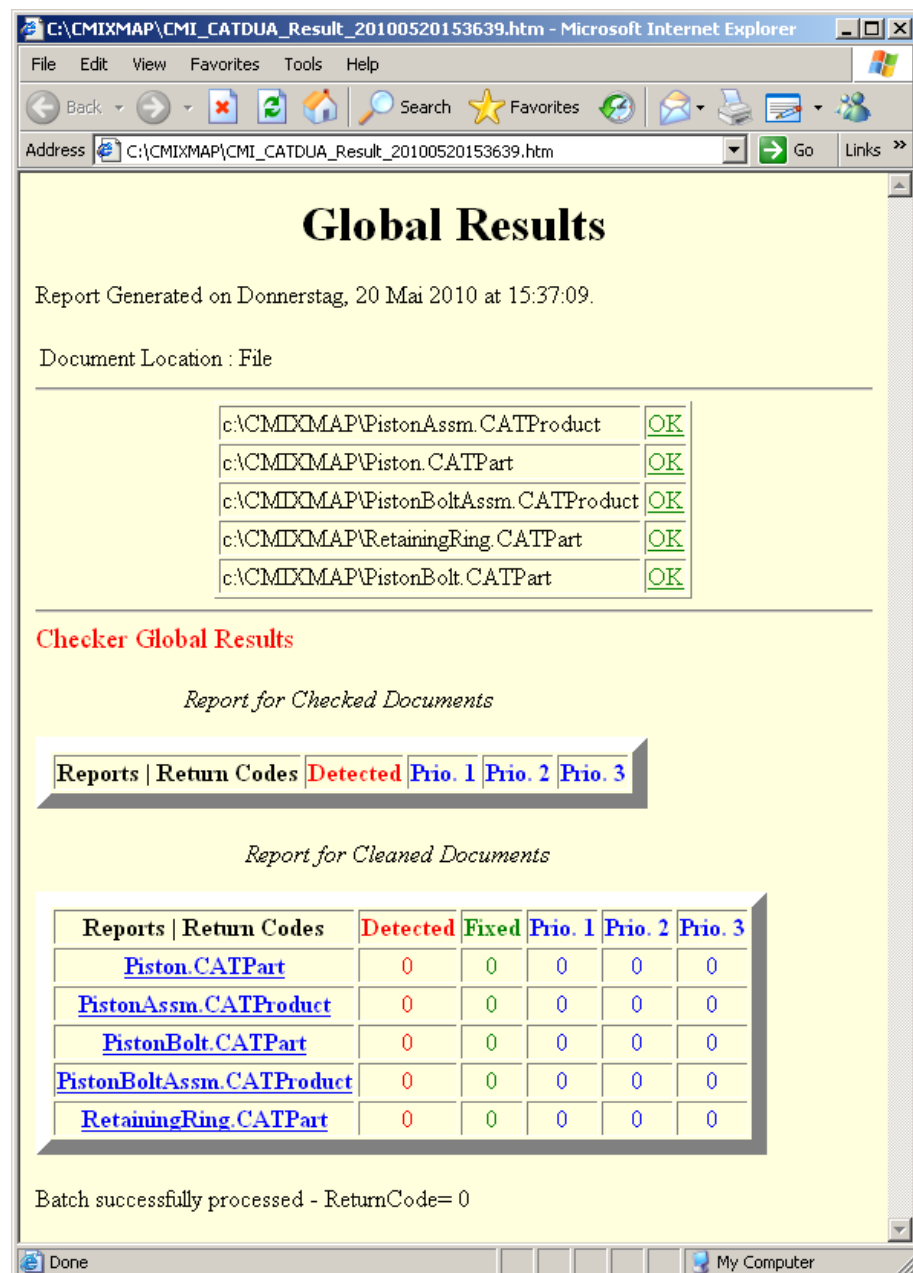 C:\CMIXMAP\CMI_CATDUA_Result_20100520153639.htm - Microsoft Internet Explorer
File Edit View Favorites Tools Help
Back Search Favorites
Address C:\CMIXMAP\CMI_CATDUA_Result_20100520153639.htm Go Links »
Global Results
Report Generated on Donnerstag, 20 Mai 2010 at 15:37:09.
Document Location : File
c:\CMIXMAP\PistonAssm.CATProduct OK
c:\CMIXMAP\Piston.CATPart OK
c:\CMIXMAP\PistonBoltAssm.CATProduct OK
c:\CMIXMAP\RetainingRing.CATPart OK
c:\CMIXMAP\PistonBolt.CATPart OK
Checker Global Results
Report for Checked Documents
Reports | Return Codes Detected Prio. 1 Prio. 2 Prio. 3
Report for Cleaned Documents
Reports | Return Codes Detected Fixed Prio. 1 Prio. 2 Prio. 3
Piston.CATPart 0 0 0 0 0
PistonAssm.CATProduct 0 0 0 0 0
PistonBolt.CATPart 0 0 0 0 0
PistonBoltAssm.CATProduct 0 0 0 0 0
RetainingRing.CATPart 0 0 0 0 0
Batch successfully processed - ReturnCode= 0
Done My Computer